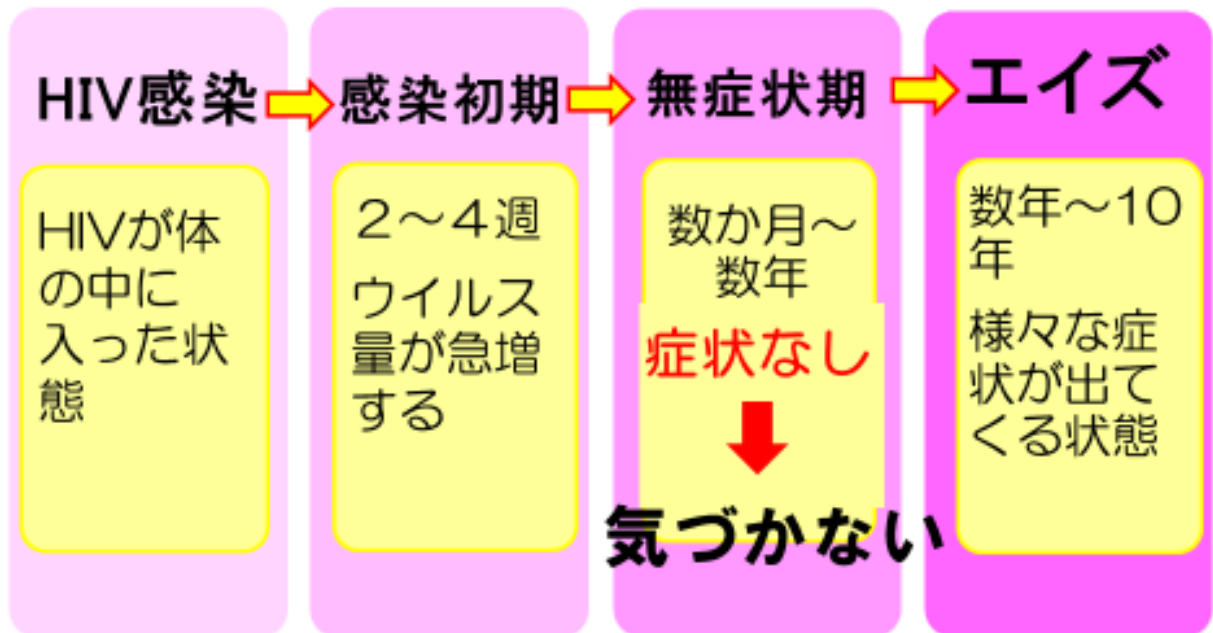 HIV感染
HIVが体
の中に
入った状
態
感染初期
２～４週
ウイルス
量が急増
する
無症状期
数か月～
数年
症状なし
気づかない
エイズ
数年～10
年
様々な症
状が出て
くる状態